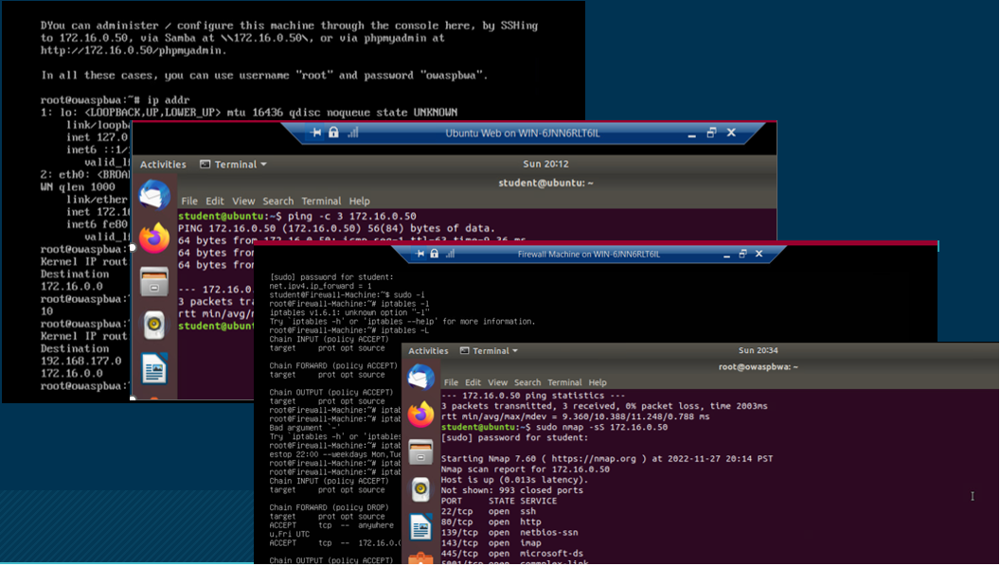 DYou can administer / configure this machine through the console here, by SSHing
to 172.16.0.50, via Samba at \\172.16.0.50\, or via phpmyadmin at
http://172.16.0.50/phpmyadmin.
In all these cases, you can use username "root" and password "owaspbwa".
root@owaspbwa:~# ip addr
1: lo: <LOOPBACK,UP,LOWER_UP> mtu 16436 qdisc noqueue state UNKNOWN
link/loopb
inet 127.0
inet6 ::1/
valid_lf
2: eth0: <BROA
WN qlen 1000
link/ether
inet 172.1
inet6 fe80
valid_lf
root@owaspbwa:
Kernel IP rout
Destination
172.16.0.0
root@owaspbwa:
10
root@owaspbwa:
Kernel IP rout
Destination
192.168.177.0
172.16.0.0
root@owaspbwa:
Ubuntu Web on WIN-6JNN6RLT6IL
Activities Terminal Sun 20:12
student@ubuntu: ~
File Edit View Search Terminal Help
student@ubuntu:~$ ping -c 3 172.16.0.50
PING 172.16.0.50 (172.16.0.50) 56(84) bytes of data.
64 bytes from 172.16.0.50: icmp_seq=1 ttl=63 time=9.36 ms
64 bytes from
64 bytes from
--- 172.16.0.
3 packets tra
rtt min/avg/m
student@ubunt
Firewall Machine on WIN-6JNN6RLT6IL
[sudo] password for student:
net.ipv4.ip_forward = 1
student@Firewall-Machine:~$ sudo -i
root@Firewall-Machine:~# iptables -l
iptables v1.6.1: unknown option "-l"
Try `iptables -h' or 'iptables --help' for more information.
root@Firewall-Machine:~# iptables -L
Chain INPUT (policy ACCEPT)
target prot opt source
Chain FORWARD (policy ACCEPT)
target prot opt source
Chain OUTPUT (policy ACCEPT)
target prot opt source
root@Firewall-Machine:~# iptab
root@Firewall-Machine:~# iptab
Bad argument `-'
Try `iptables -h' or 'iptables
root@Firewall-Machine:~# iptab
estop 22:00 --weekdays Mon,Tue
root@Firewall-Machine:~# iptab
root@Firewall-Machine:~# iptab
Chain INPUT (policy ACCEPT)
target prot opt source
Chain FORWARD (policy DROP)
target prot opt source
ACCEPT tcp -- anywhere
u,Fri UTC
ACCEPT tcp -- 172.16.0.
Chain OUTPUT (policy ACCEPT)
Activities Terminal Sun 20:34
root@owaspbwa: ~
File Edit View Search Terminal Help
--- 172.16.0.50 ping statistics ---
3 packets transmitted, 3 received, 0% packet loss, time 2003ms
rtt min/avg/max/mdev = 9.360/10.388/11.248/0.788 ms
student@ubuntu:~$ sudo nmap -sS 172.16.0.50
[sudo] password for student:
Starting Nmap 7.60 ( https://nmap.org ) at 2022-11-27 20:14 PST
Nmap scan report for 172.16.0.50
Host is up (0.013s latency).
Not shown: 993 closed ports
PORT STATE SERVICE
22/tcp open ssh
80/tcp open http
139/tcp open netbios-ssn
143/tcp open imap
445/tcp open microsoft-ds
5001/tcp open commplex-link